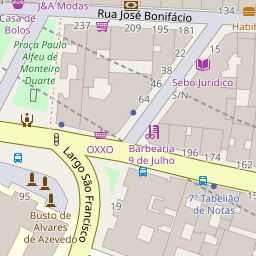 J&A Modas
Casa de
Bolos
Rua José Bonifácio
237
209
134
Habib
Praça Paulo
Alfeu de
Monteiro
Duarte
Sebo Jurídico
S/N
64
22
OXXO
Barbearia
9 de Julho
196
174
162
154
Largo São Francisco
95
Busto de
Álvares
de Azevedo
19
7º Tabelião
de Notas